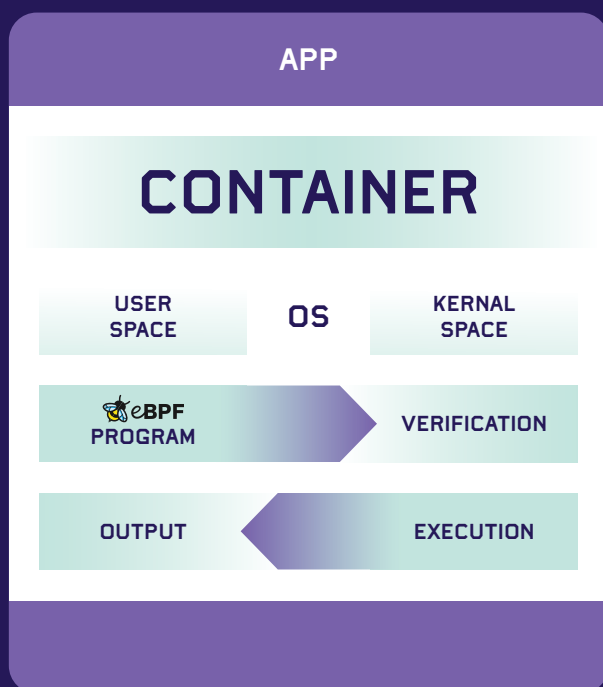 APP
CONTAINER
USER
SPACE
OS
KERNAL
SPACE
eBPF
PROGRAM
VERIFICATION
OUTPUT
EXECUTION